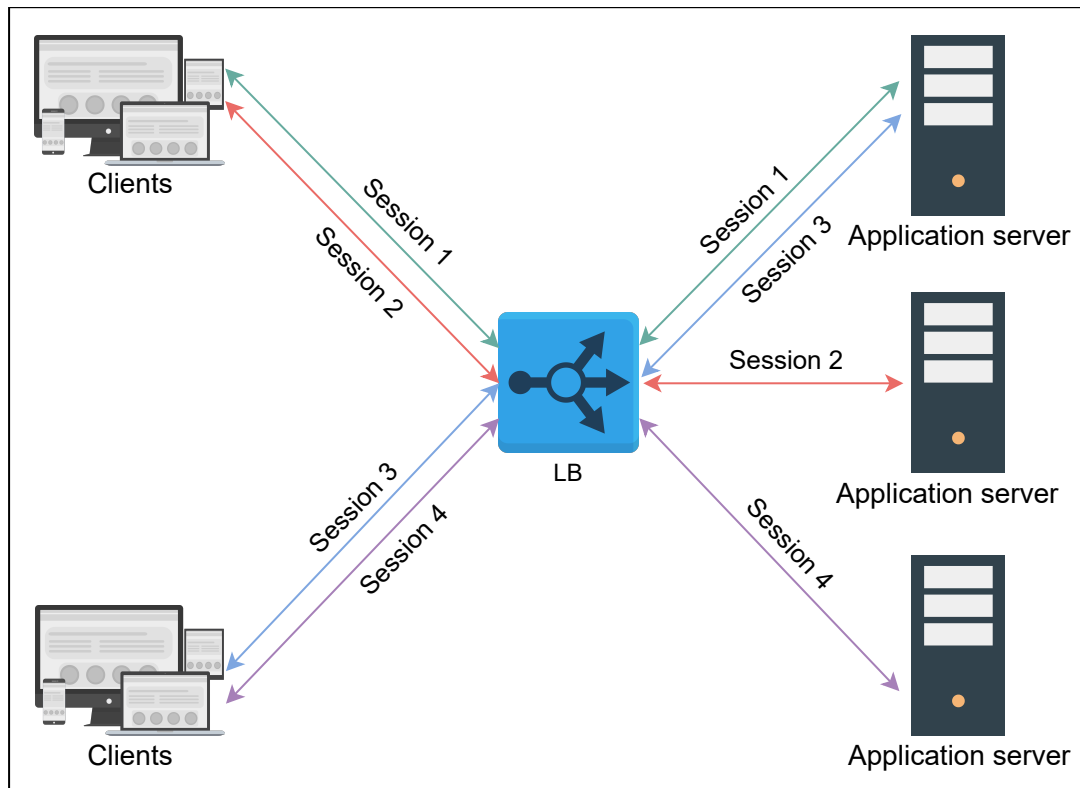 Clients
Session 1
Session 2
Session 1
Session 3
Application server
Session 2
LB
Application server
Session 3
Session 4
Session 4
Clients
Application server